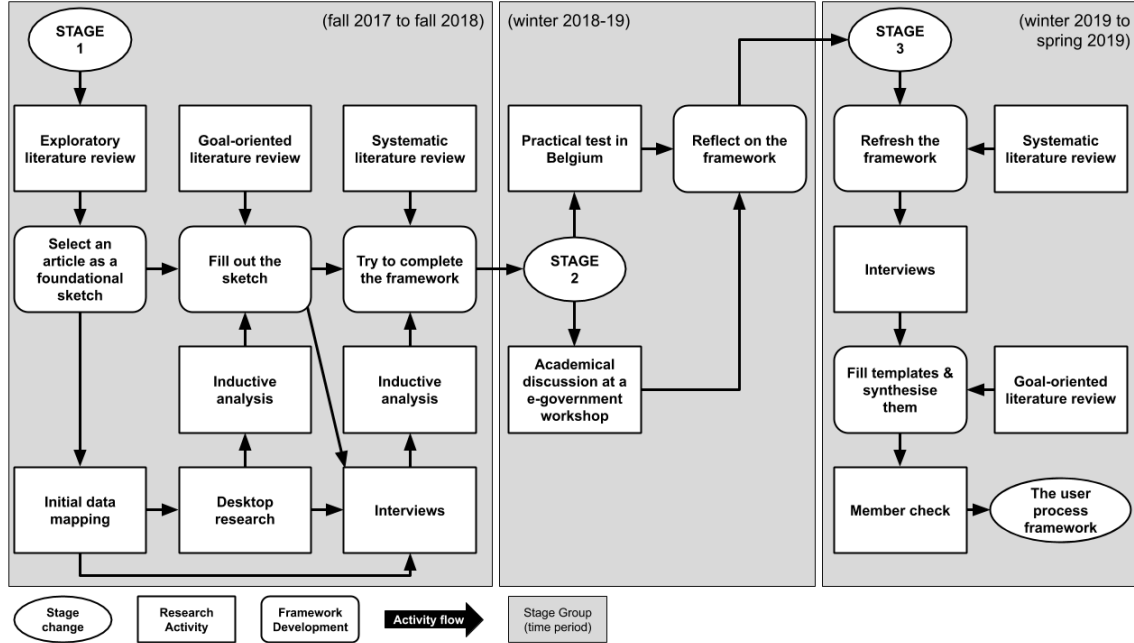 STAGE
1
(fall 2017 to fall 2018)
Exploratory
literature review
Goal-oriented
literature review
Systematic
literature review
Select an
article as a
foundational
sketch
Fill out the
sketch
Try to complete
the framework
Inductive
analysis
Inductive
analysis
Initial data
mapping
Desktop
research
Interviews
(winter 2018-19)
Practical test in
Belgium
Reflect on the
framework
STAGE
2
Academical
discussion at a
e-government
workshop
STAGE
3
(winter 2019 to
spring 2019)
Refresh the
framework
Systematic
literature review
Interviews
Fill templates &
synthesise
them
Goal-oriented
literature review
Member check
The user
process
framework
Stage
change
Research
Activity
Framework
Development
Activity flow
Stage Group
(time period)